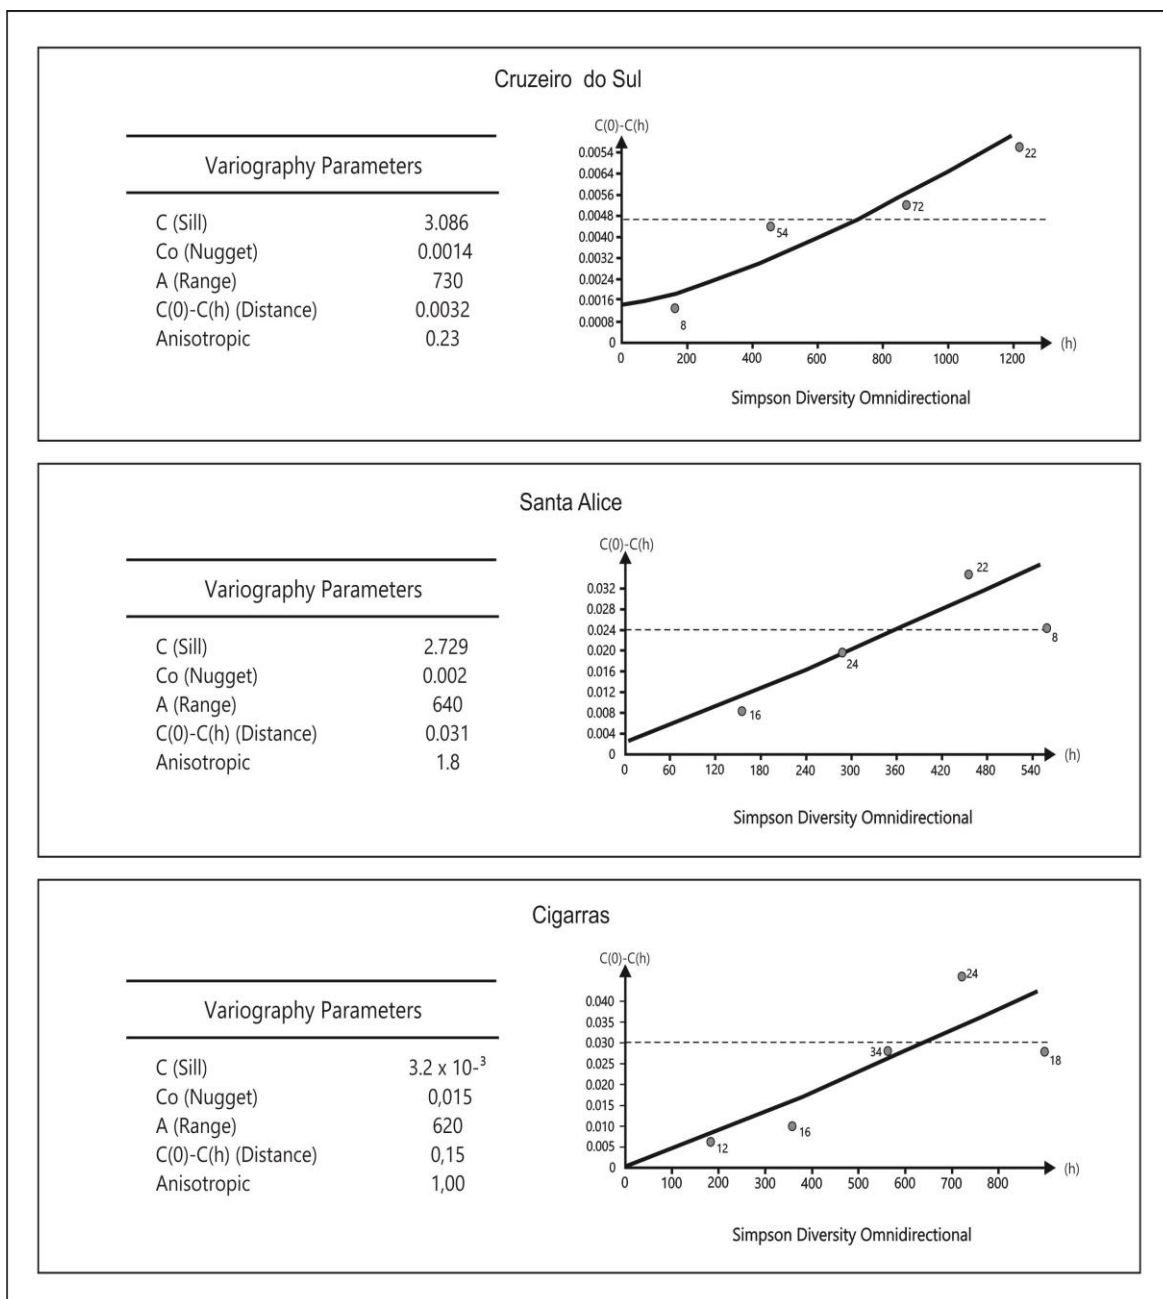 Cruzeiro do Sul
Variography Parameters
C (Sill) 3.086
Co (Nugget) 0.0014
A (Range) 730
C(0)-C(h) (Distance) 0.0032
Anisotropic 0.23
C(0)-C(h)
0.0054
0.0064
0.0056
0.0048
0.0040
0.0032
0.0024
0.0016
0.0008
0
8
54
72
22
0 200 400 600 800 1000 1200
(h)
Simpson Diversity Omnidirectional
Santa Alice
Variography Parameters
C (Sill) 2.729
Co (Nugget) 0.002
A (Range) 640
C(0)-C(h) (Distance) 0.031
Anisotropic 1.8
C(0)-C(h)
0.032
0.028
0.024
0.020
0.016
0.012
0.008
0.004
0
16
24
22
8
0 60 120 180 240 300 360 420 480 540
(h)
Simpson Diversity Omnidirectional
Cigarras
Variography Parameters
C (Sill) 3.2 x 10-³
Co (Nugget) 0,015
A (Range) 620
C(0)-C(h) (Distance) 0,15
Anisotropic 1,00
C(0)-C(h)
0.040
0.035
0.030
0.025
0.020
0.015
0.010
0.005
0
12
16
34
24
18
0 100 200 300 400 500 600 700 800
(h)
Simpson Diversity Omnidirectional